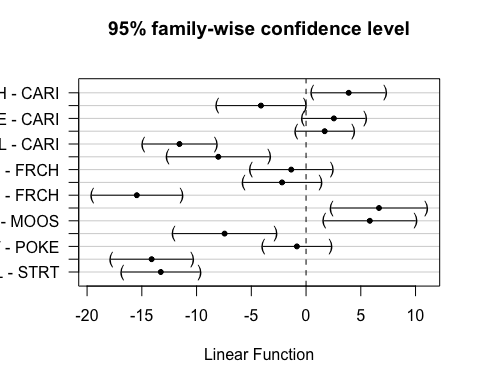 95% family-wise confidence level
H - CARI
E - CARI
L - CARI
- FRCH
- FRCH
- MOOS
- POKE
- STRT
-20 -15 -10 -5 0 5 10
Linear Function